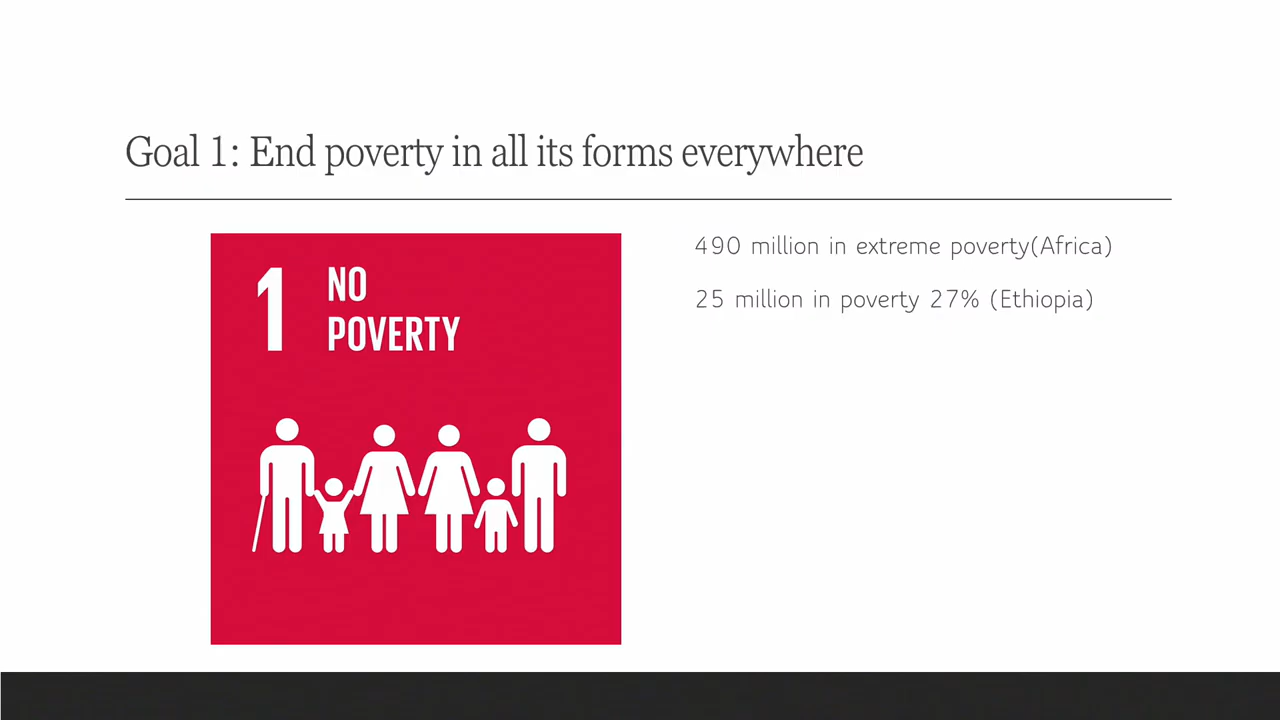 Goal 1: End poverty in all its forms everywhere
1 NO
POVERTY
490 million in extreme poverty(Africa)
25 million in poverty 27% (Ethiopia)